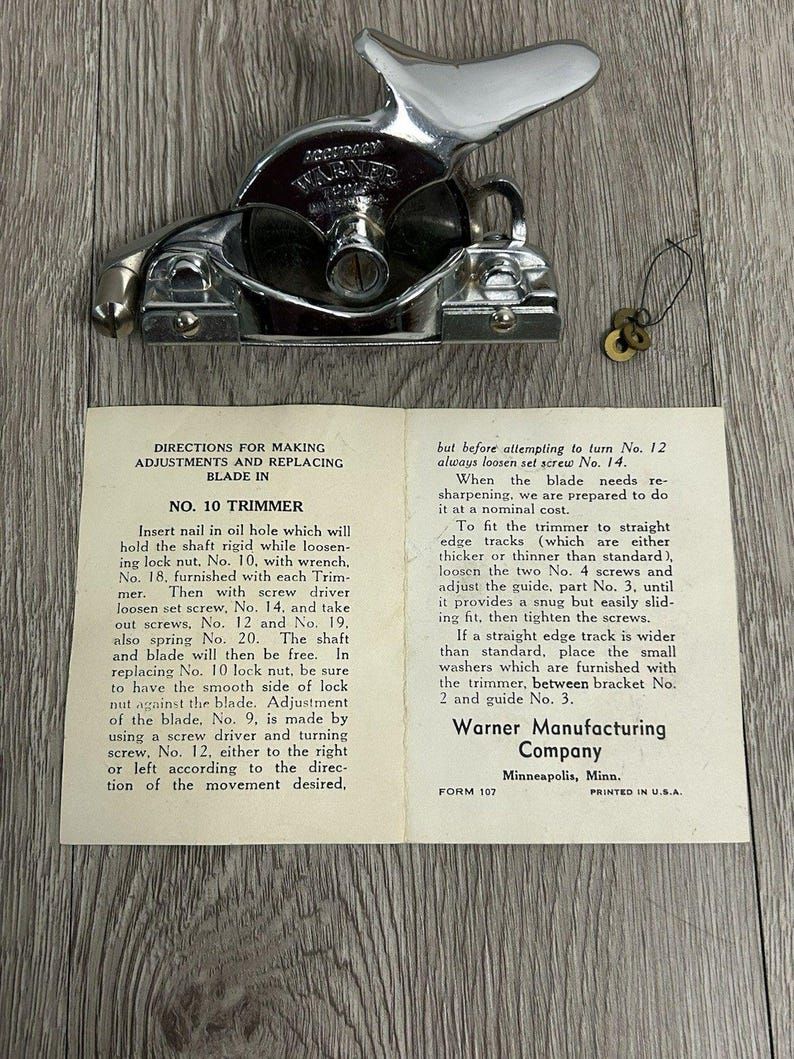 ACCURACY
WARNER
TOOLS
DIRECTIONS FOR MAKING
ADJUSTMENTS AND REPLACING
BLADE IN
NO. 10 TRIMMER
Insert nail in oil hole which will
hold the shaft rigid while loosen-
ing lock nut, No. 10, with wrench,
No. 18, furnished with each Trim-
mer. Then with screw driver
loosen set screw, No. 14, and take
out screws, No. 12 and No. 19,
also spring No. 20. The shaft
and blade will then be free. In
replacing No. 10 lock nut, be sure
to have the smooth side of lock
nut against the blade. Adjustment
of the blade, No. 9, is made by
using a screw driver and turning
screw, No. 12, either to the right
or left according to the direc-
tion of the movement desired,
but before attempting to turn No. 12
always loosen set screw No. 14.
When the blade needs re-
sharpening, we are prepared to do
it at a nominal cost.
To fit the trimmer to straight
edge tracks (which are either
thicker or thinner than standard),
loosen the two No. 4 screws and
adjust the guide, part No. 3, until
it provides a snug but easily slid-
ing fit, then tighten the screws.
If a straight edge track is wider
than standard, place the small
washers which are furnished with
the trimmer, between bracket No.
2 and guide No. 3.
Warner Manufacturing
Company
Minneapolis, Minn.
FORM 107 PRINTED IN U.S.A.